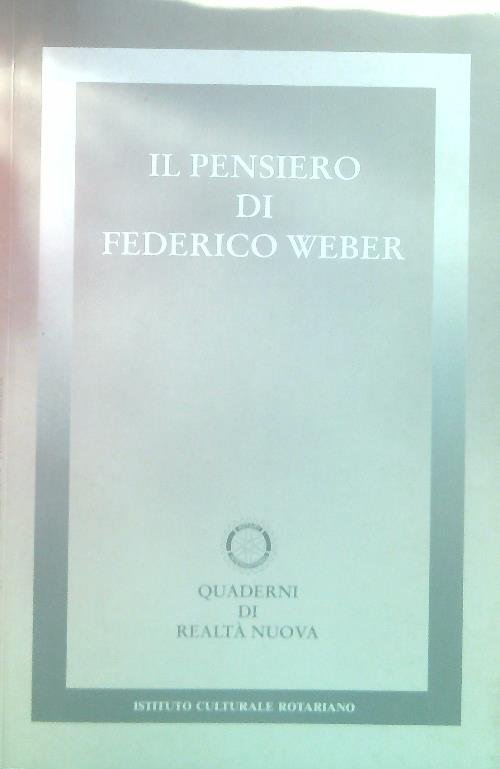 IL PENSIERO
DI
FEDERICO WEBER
QUADERNI
DI
REALTÀ NUOVA
ISTITUTO CULTURALE ROTARIANO